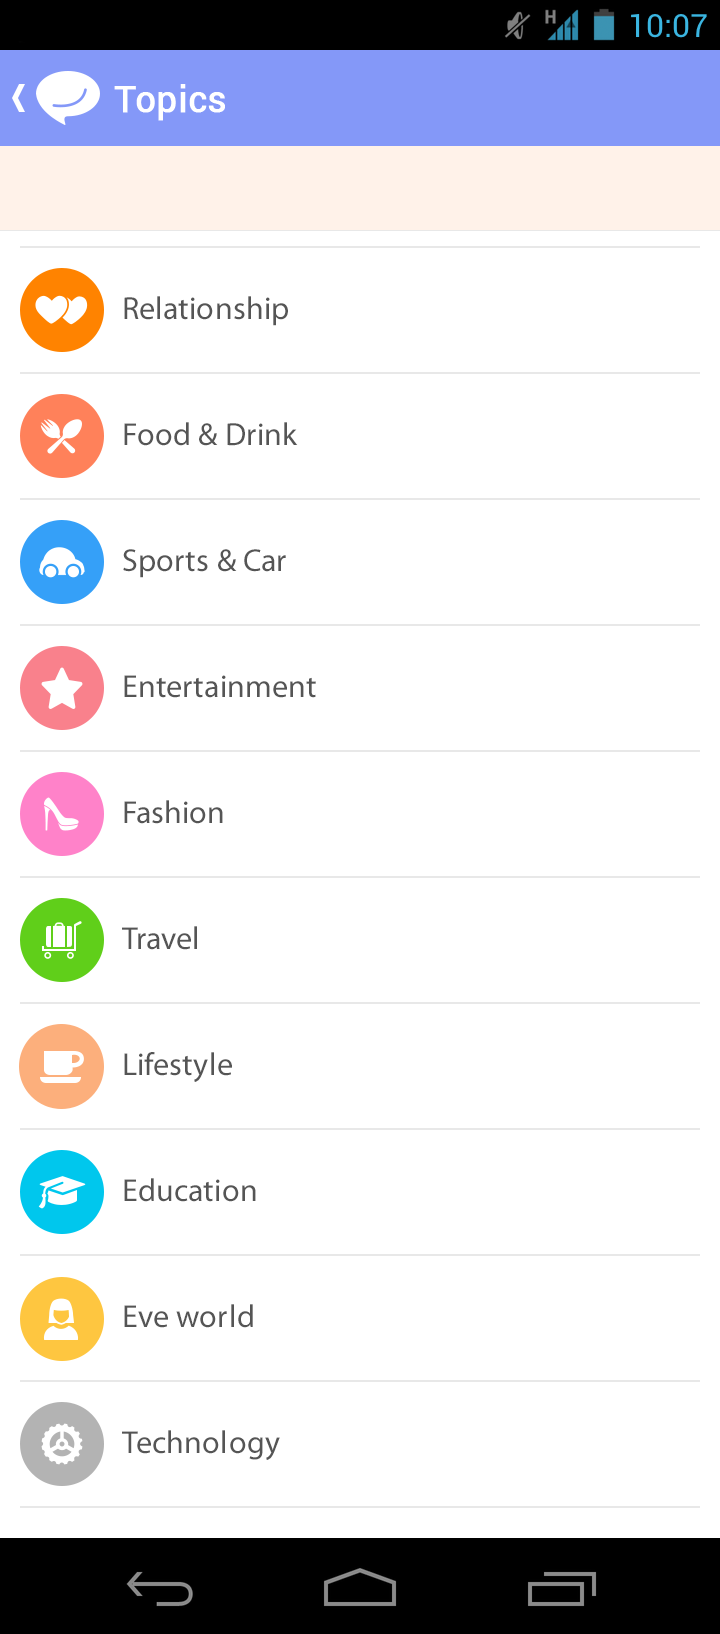 H 10:07
Topics
Relationship
Food & Drink
Sports & Car
Entertainment
Fashion
Travel
Lifestyle
Education
Eve world
Technology